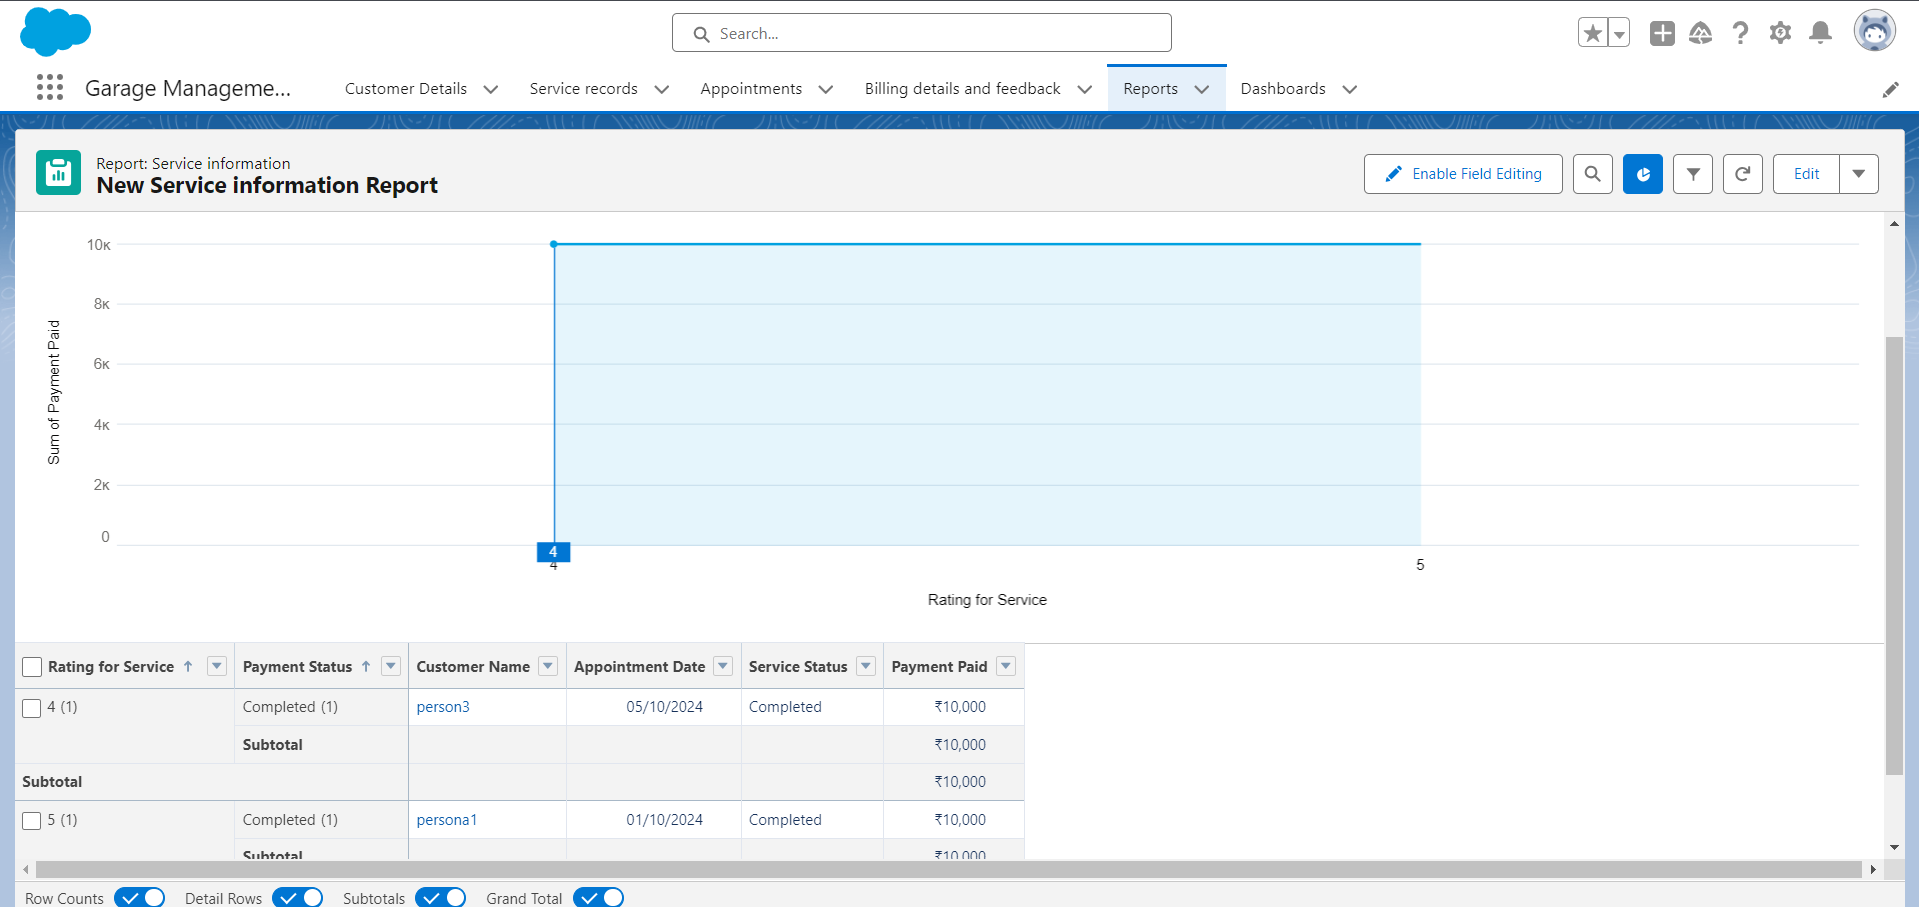 Search...
Garage Manageme...
Customer Details
Service records
Appointments
Billing details and feedback
Reports
Dashboards
Report: Service information
New Service information Report
Enable Field Editing
Edit
10K
8K
6K
4K
2K
0
Sum of Payment Paid
4
4
5
Rating for Service
Rating for Service ↑ Payment Status ↑ Customer Name Appointment Date Service Status Payment Paid
4 (1) Completed (1) person3 05/10/2024 Completed ₹10,000
Subtotal ₹10,000
Subtotal ₹10,000
5 (1) Completed (1) persona1 01/10/2024 Completed ₹10,000
Subtotal ₹10,000
Row Counts Detail Rows Subtotals Grand Total